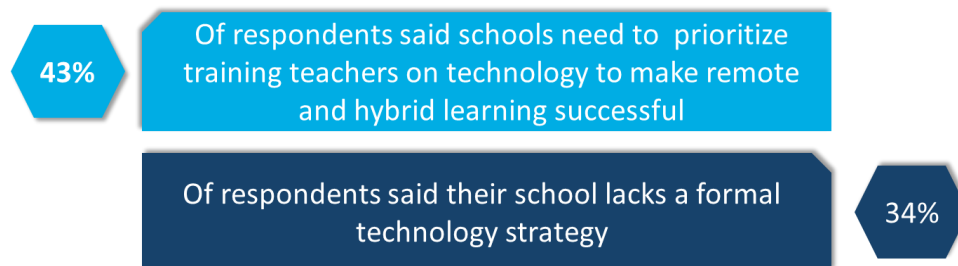 43%
Of respondents said schools need to prioritize
training teachers on technology to make remote
and hybrid learning successful
Of respondents said their school lacks a formal
technology strategy
34%